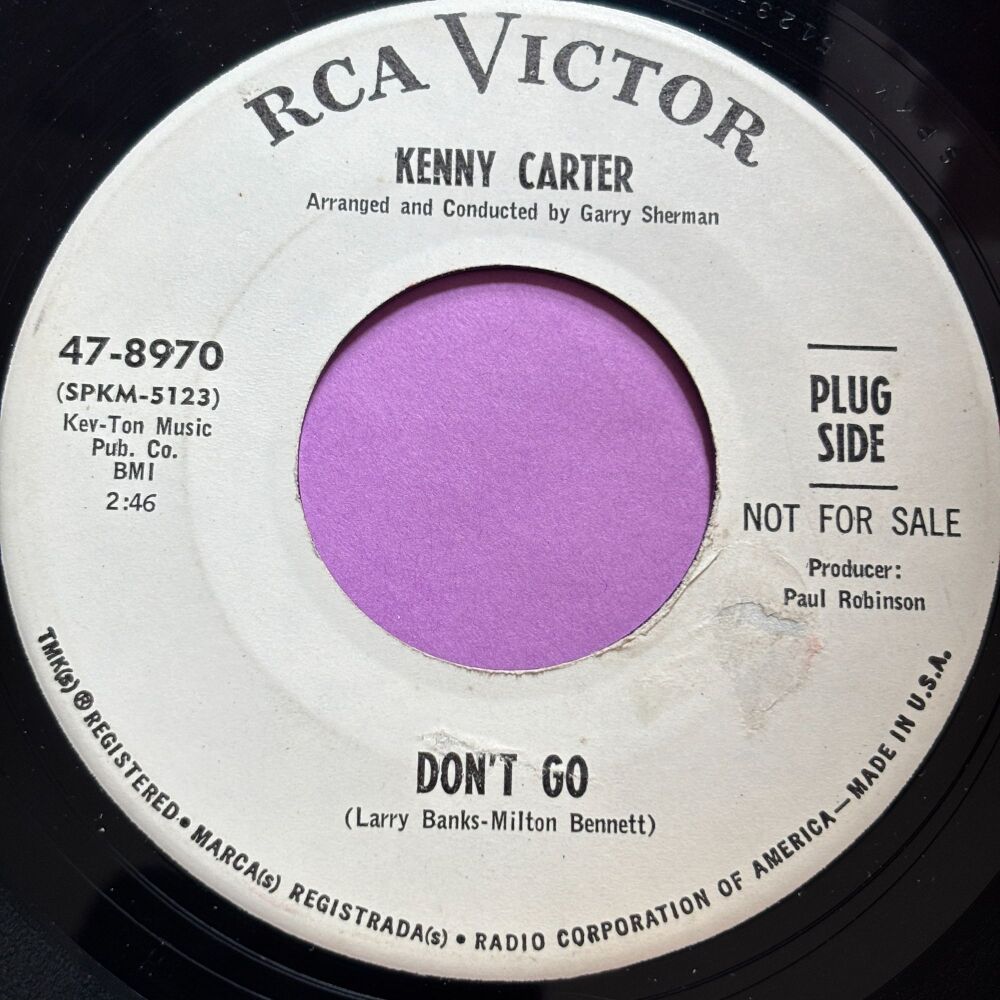 RCA VICTOR
KENNY CARTER
Arranged and Conducted by Garry Sherman
47-8970
(SPKM-5123)
Kev-Ton Music
Pub. Co.
BMI
2:46
PLUG
SIDE
NOT FOR SALE
Producer:
Paul Robinson
DON'T GO
(Larry Banks-Milton Bennett)
TMK(s) ® REGISTERED • MARCA(s) REGISTRADA(s) • RADIO CORPORATION OF AMERICA—MADE IN U.S.A.